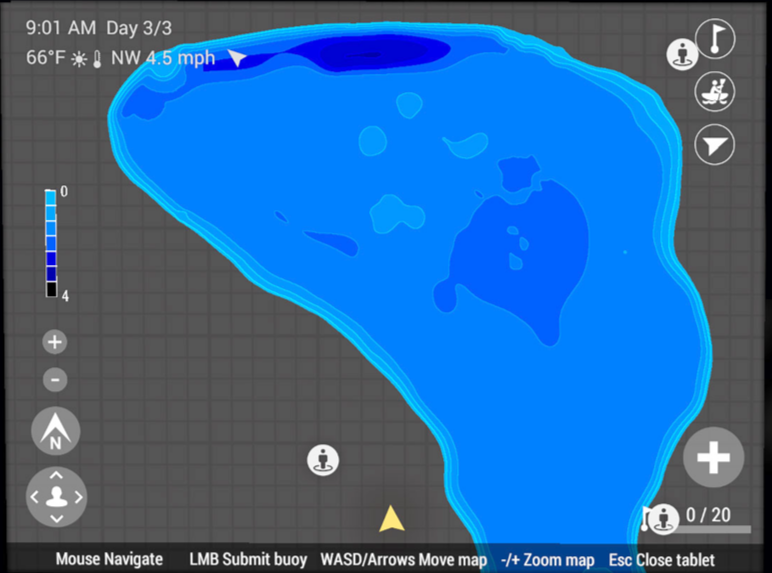 9:01 AM Day 3/3
66°F NW 4.5 mph
0
4
+
-
N
+
0 / 20
Mouse Navigate LMB Submit buoy WASD/Arrows Move map -/+ Zoom map Esc Close tablet